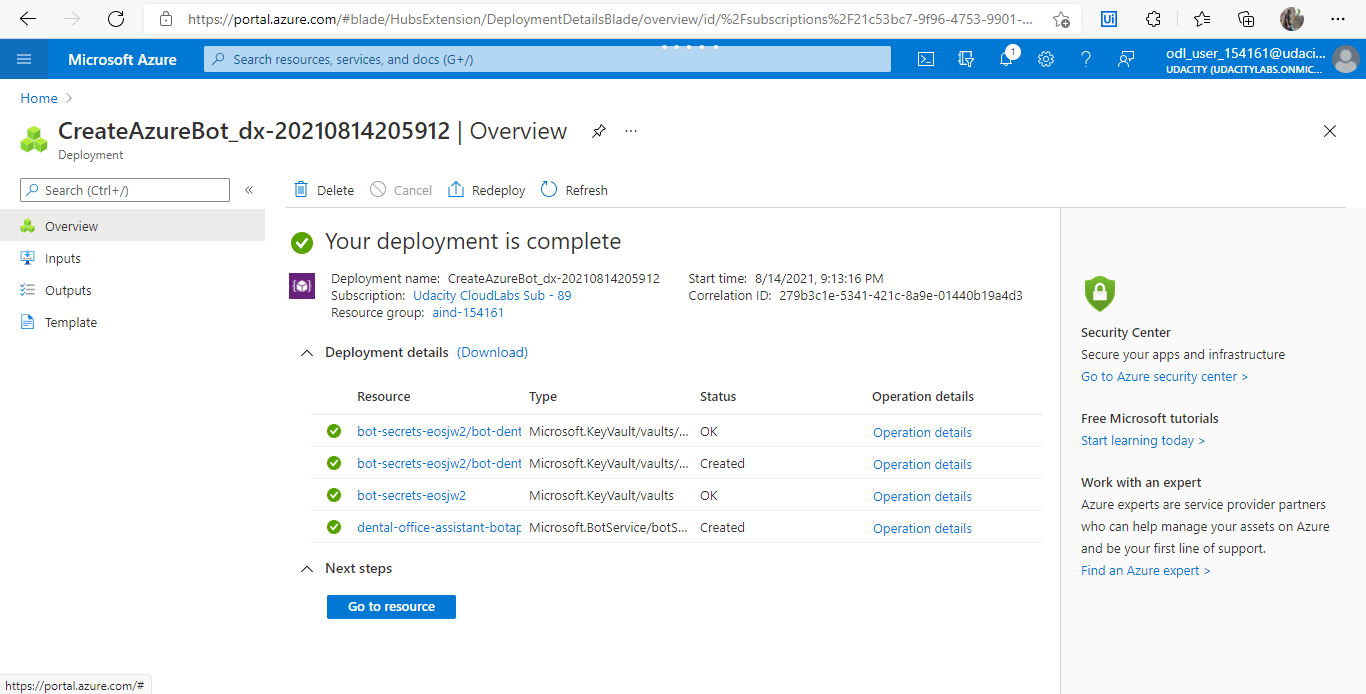 https://portal.azure.com/#blade/HubsExtension/DeploymentDetailsBlade/overview/id/%2Fsubscriptions%2F21c53bc7-9f96-4753-9901-...
Microsoft Azure
Search resources, services, and docs (G+/)
1
odl_user_154161@udaci...
UDACITY (UDACITYLABS.ONMIC...
Home
CreateAzureBot_dx-20210814205912 | Overview
Deployment
Search (Ctrl+/)
Delete Cancel Redeploy Refresh
Overview
Inputs
Outputs
Template
Your deployment is complete
Deployment name: CreateAzureBot_dx-20210814205912 Start time: 8/14/2021, 9:13:16 PM
Subscription: Udacity CloudLabs Sub - 89 Correlation ID: 279b3c1e-5341-421c-8a9e-01440b19a4d3
Resource group: aind-154161
Deployment details (Download)
Resource Type Status Operation details
bot-secrets-eosjw2/bot-dent Microsoft.KeyVault/vaults/... OK Operation details
bot-secrets-eosjw2/bot-dent Microsoft.KeyVault/vaults/... Created Operation details
bot-secrets-eosjw2 Microsoft.KeyVault/vaults OK Operation details
dental-office-assistant-botap Microsoft.BotService/botS... Created Operation details
Next steps
Go to resource
Security Center
Secure your apps and infrastructure
Go to Azure security center >
Free Microsoft tutorials
Start learning today >
Work with an expert
Azure experts are service provider partners
who can help manage your assets on Azure
and be your first line of support.
Find an Azure expert >
https://portal.azure.com/#